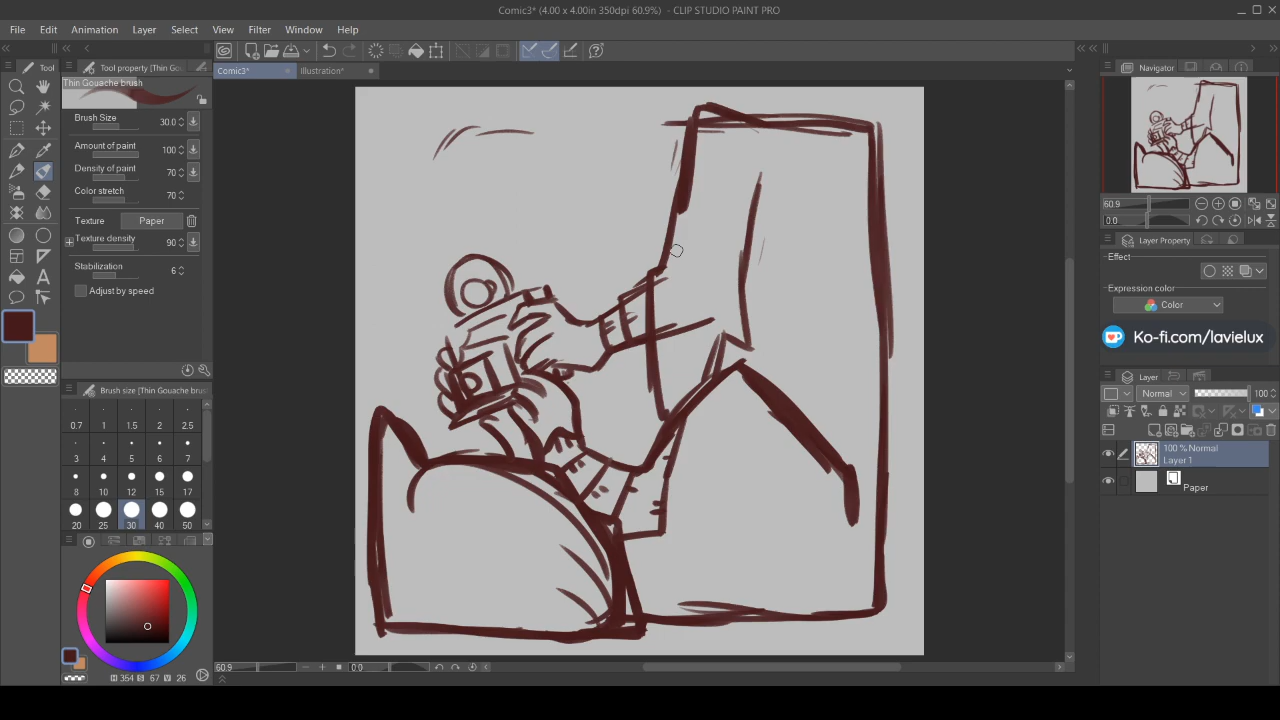 Comic3* (4.00 x 4.00in 350dpi 60.9%) - CLIP STUDIO PAINT PRO
File Edit Animation Layer Select View Filter Window Help
Tool
Tool property [Thin Go
Comic3*
Illustration*
Navigator
Thin Gouache brush
Brush Size 30.0
Amount of paint 100
Density of paint 70
Color stretch 70
Texture Paper
Texture density 90
Stabilization 6
Adjust by speed
Brush size [Thin Gouache brus
0.7 1 1.5 2 2.5
3 4 5 6 7
8 10 12 15 17
20 25 30 40 50
H 354 S 67 V 26
60.9
0.0
60.9
0.0
Layer Property
Effect
Expression color
Color
Ko-fi.com/lavielux
Layer
Normal 100
100 % Normal
Layer 1
Paper